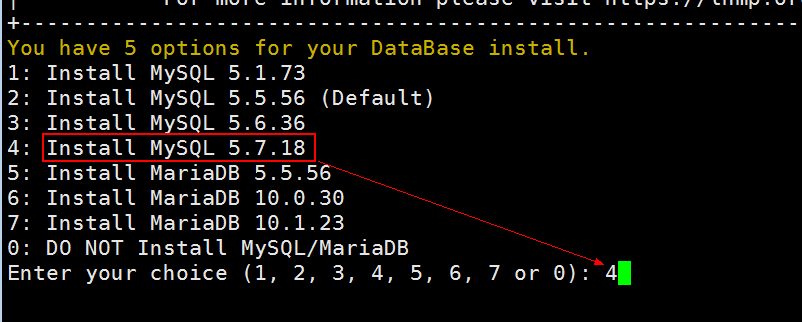 | For more information please visit https://lnmp.or
+------------------------------------------------------------
You have 5 options for your DataBase install.
1: Install MySQL 5.1.73
2: Install MySQL 5.5.56 (Default)
3: Install MySQL 5.6.36
4: Install MySQL 5.7.18
5: Install MariaDB 5.5.56
6: Install MariaDB 10.0.30
7: Install MariaDB 10.1.23
0: DO NOT Install MySQL/MariaDB
Enter your choice (1, 2, 3, 4, 5, 6, 7 or 0): 4